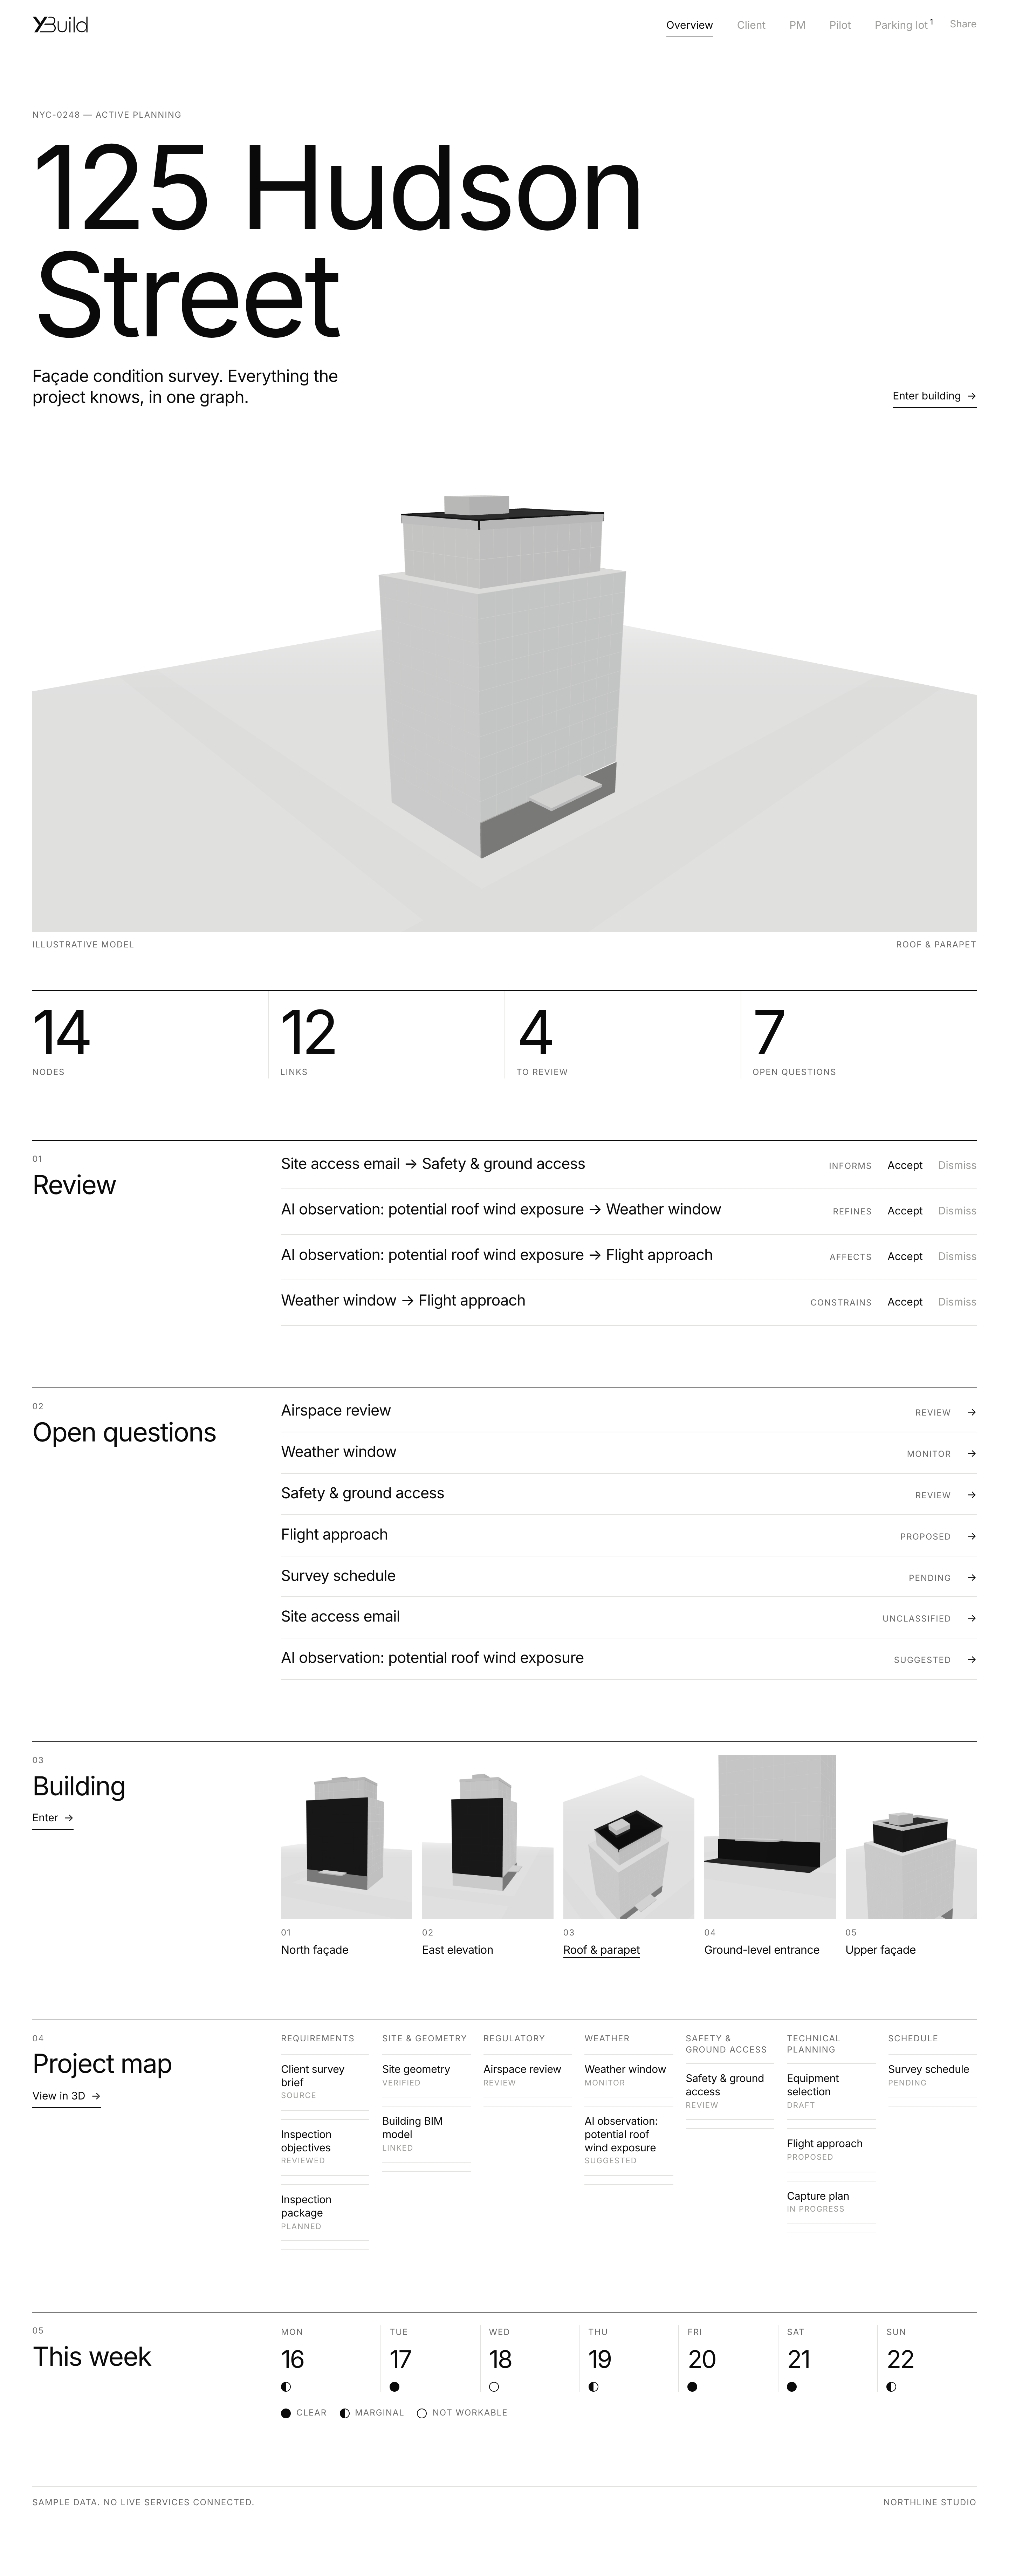 YBuild
Overview Client PM Pilot Parking lot 1 Share
NYC-0248 — ACTIVE PLANNING
125 Hudson
Street
Façade condition survey. Everything the
project knows, in one graph.
Enter building →
ILLUSTRATIVE MODEL
ROOF & PARAPET
14
NODES
12
LINKS
4
TO REVIEW
7
OPEN QUESTIONS
01
Review
Site access email → Safety & ground access INFORMS Accept Dismiss
AI observation: potential roof wind exposure → Weather window REFINES Accept Dismiss
AI observation: potential roof wind exposure → Flight approach AFFECTS Accept Dismiss
Weather window → Flight approach CONSTRAINS Accept Dismiss
02
Open questions
Airspace review REVIEW →
Weather window MONITOR →
Safety & ground access REVIEW →
Flight approach PROPOSED →
Survey schedule PENDING →
Site access email UNCLASSIFIED →
AI observation: potential roof wind exposure SUGGESTED →
03
Building
Enter →
01
North façade
02
East elevation
03
Roof & parapet
04
Ground-level entrance
05
Upper façade
04
Project map
View in 3D →
REQUIREMENTS
Client survey
brief
SOURCE
Inspection
objectives
REVIEWED
Inspection
package
PLANNED
SITE & GEOMETRY
Site geometry
VERIFIED
Building BIM
model
LINKED
REGULATORY
Airspace review
REVIEW
WEATHER
Weather window
MONITOR
AI observation:
potential roof
wind exposure
SUGGESTED
SAFETY &
GROUND ACCESS
Safety & ground
access
REVIEW
TECHNICAL
PLANNING
Equipment
selection
DRAFT
Flight approach
PROPOSED
Capture plan
IN PROGRESS
SCHEDULE
Survey schedule
PENDING
05
This week
MON
16
TUE
17
WED
18
THU
19
FRI
20
SAT
21
SUN
22
CLEAR MARGINAL NOT WORKABLE
SAMPLE DATA. NO LIVE SERVICES CONNECTED.
NORTHLINE STUDIO